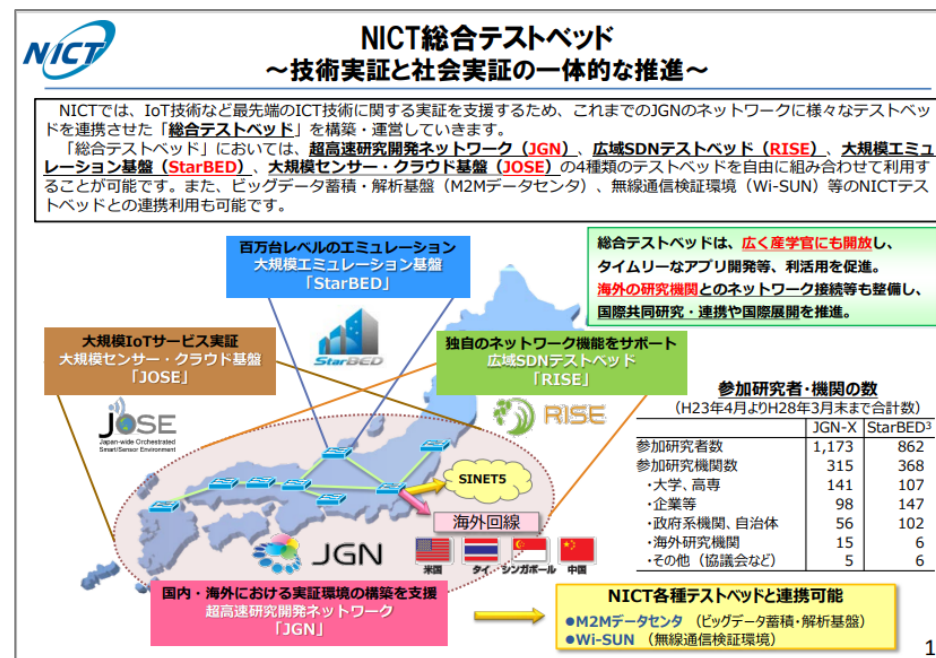 NICT
NICT総合テストベッド
～技術実証と社会実証の一体的な推進～
NICTでは、IoT技術など最先端のICT技術に関する実証を支援するため、これまでのJGNのネットワークに様々なテストベッ
ドを連携させた「総合テストベッド」を構築・運営していきます。
「総合テストベッド」においては、超高速研究開発ネットワーク（JGN）、広域SDNテストベッド（RISE）、大規模エミュ
レーション基盤（StarBED）、大規模センサー・クラウド基盤（JOSE）の4種類のテストベッドを自由に組み合わせて利用す
ることが可能です。また、ビッグデータ蓄積・解析基盤（M2Mデータセンタ）、無線通信検証環境（Wi-SUN）等のNICTテス
トベッドとの連携利用も可能です。
百万台レベルのエミュレーション
大規模エミュレーション基盤
「StarBED」
総合テストベッドは、広く産学官にも開放し、
タイムリーなアプリ開発等、利活用を促進。
海外の研究機関とのネットワーク接続等も整備し、
国際共同研究・連携や国際展開を推進。
大規模IoTサービス実証
大規模センサー・クラウド基盤
「JOSE」
StarBED
独自のネットワーク機能をサポート
広域SDNテストベッド
「RISE」
JOSE
Japan-wide Orchestrated
Smart/Sensor Environment
RISE
参加研究者・機関の数
（H23年4月よりH28年3月末まで合計数）
JGN-X StarBED³
参加研究者数 1,173 862
参加研究機関数 315 368
・大学、高専 141 107
・企業等 98 147
・政府系機関、自治体 56 102
・海外研究機関 15 6
・その他（協議会など） 5 6
SINET5
海外回線
JGN
米国 タイ シンガポール 中国
国内・海外における実証環境の構築を支援
超高速研究開発ネットワーク
「JGN」
NICT各種テストベッドと連携可能
●M2Mデータセンタ（ビッグデータ蓄積・解析基盤）
●Wi-SUN（無線通信検証環境）
1